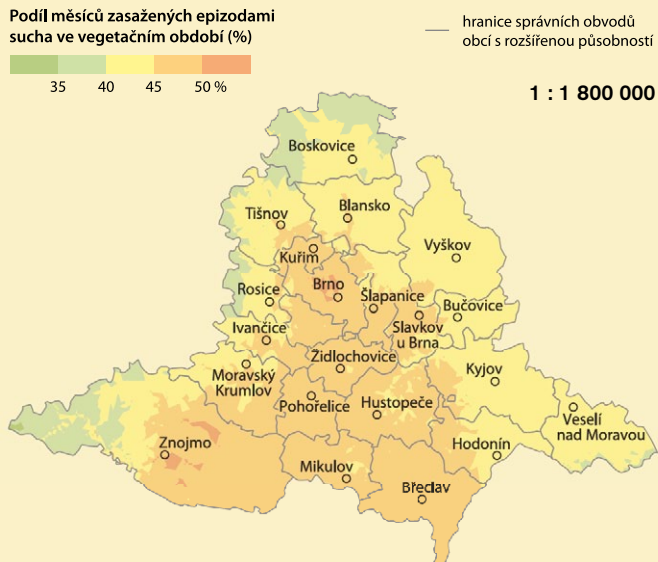 Podíl měsíců zasažených epizodami
sucha ve vegetačním období (%)
35 40 45 50 %
hranice správních obvodů
obcí s rozšířenou působností
1 : 1 800 000
Boskovice
Blansko
Tišnov
Vyškov
Kuřim
Brno
Rosice
Šlapanice
Bučovice
Ivančice
Slavkov
u Brna
Židlochovice
Moravský
Krumlov
Kyjov
Pohořelice
Hustopeče
Veselí
nad Moravou
Znojmo
Hodonín
Mikulov
Břeclav